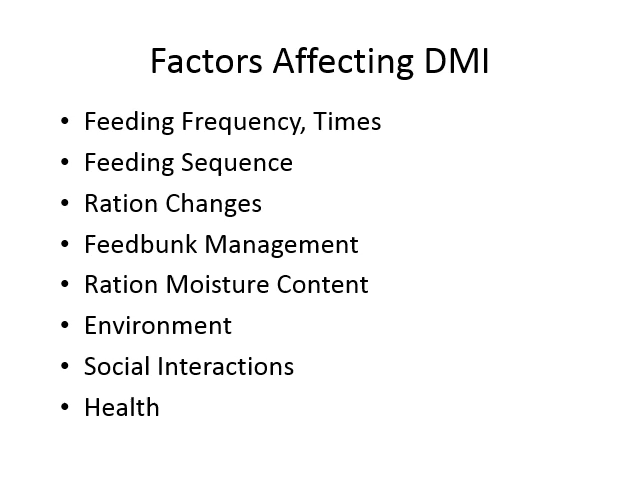 Factors Affecting DMI
• Feeding Frequency, Times
• Feeding Sequence
• Ration Changes
• Feedbunk Management
• Ration Moisture Content
• Environment
• Social Interactions
• Health